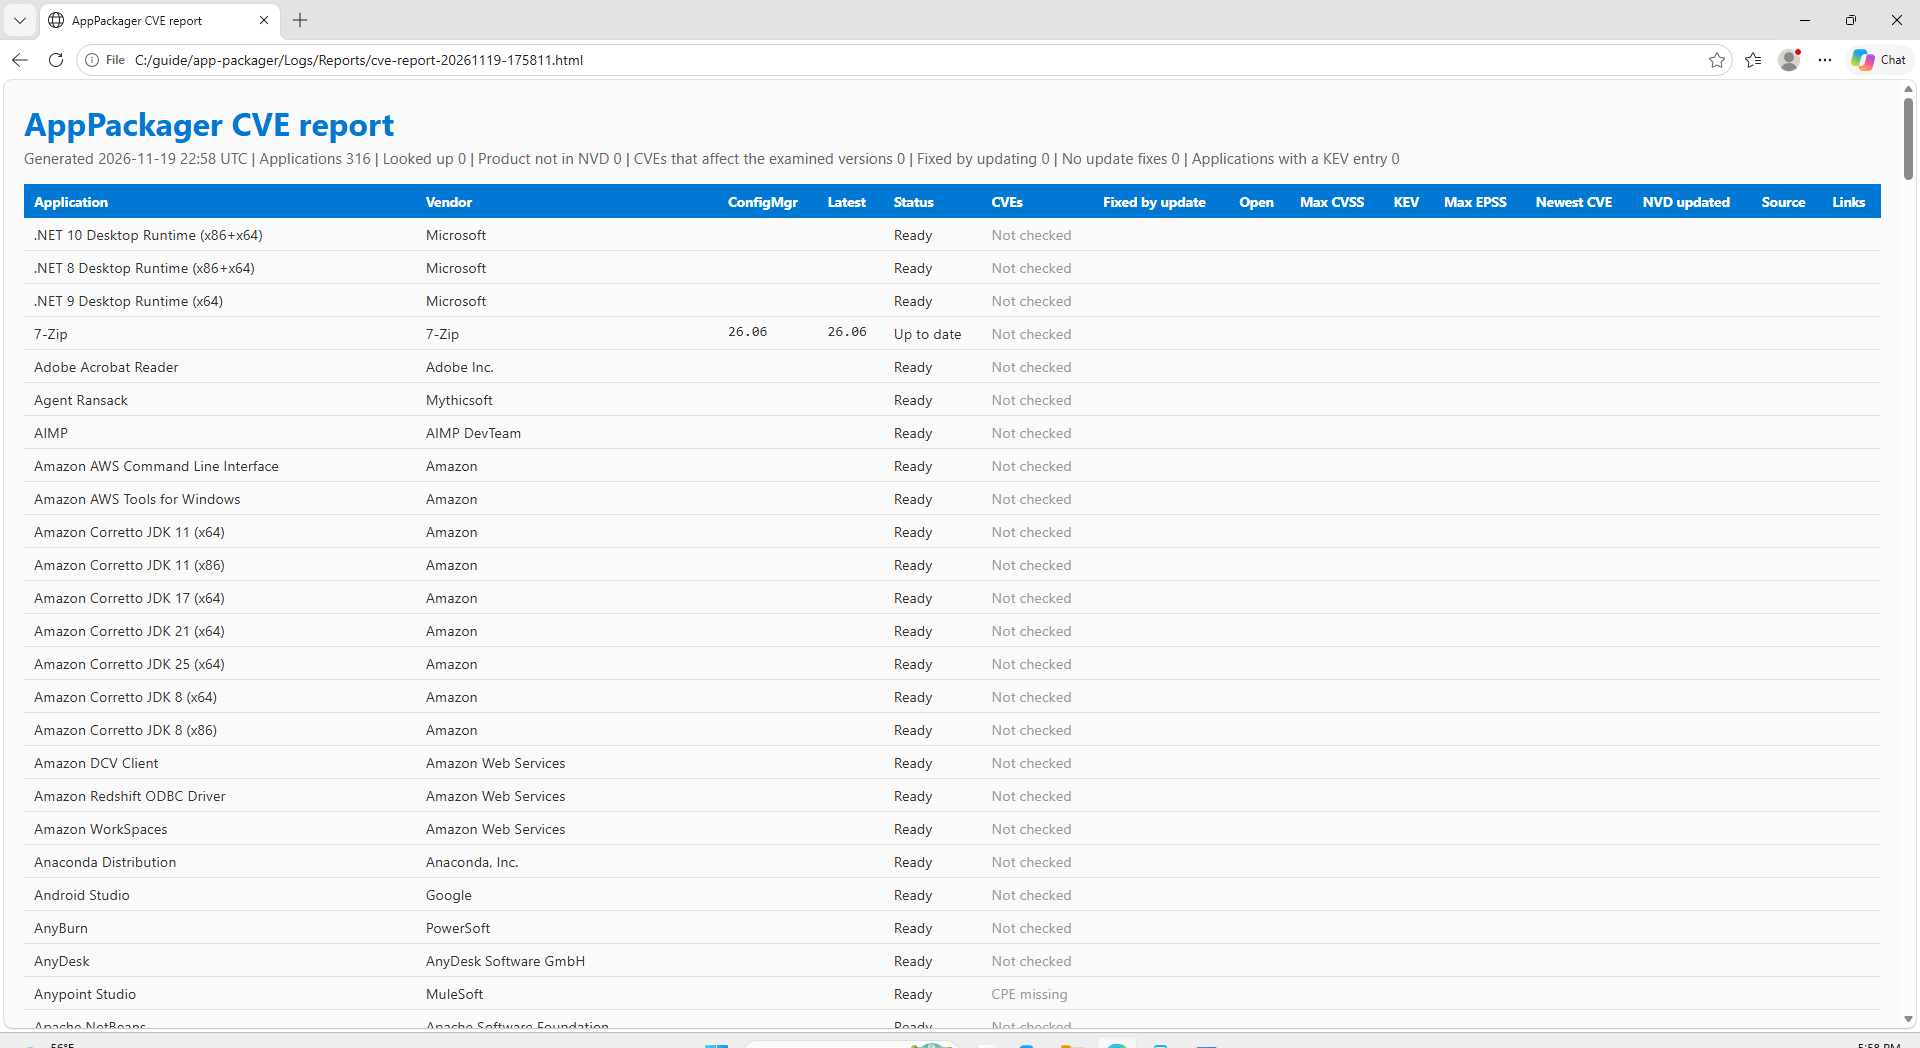 AppPackager CVE report
File C:/guide/app-packager/Logs/Reports/cve-report-20261119-175811.html
Chat
AppPackager CVE report
Generated 2026-11-19 22:58 UTC | Applications 316 | Looked up 0 | Product not in NVD 0 | CVEs that affect the examined versions 0 | Fixed by updating 0 | No update fixes 0 | Applications with a KEV entry 0
Application Vendor ConfigMgr Latest Status CVEs Fixed by update Open Max CVSS KEV Max EPSS Newest CVE NVD updated Source Links
.NET 10 Desktop Runtime (x86+x64) Microsoft Ready Not checked
.NET 8 Desktop Runtime (x86+x64) Microsoft Ready Not checked
.NET 9 Desktop Runtime (x64) Microsoft Ready Not checked
7-Zip 7-Zip 26.06 26.06 Up to date Not checked
Adobe Acrobat Reader Adobe Inc. Ready Not checked
Agent Ransack Mythicsoft Ready Not checked
AIMP AIMP DevTeam Ready Not checked
Amazon AWS Command Line Interface Amazon Ready Not checked
Amazon AWS Tools for Windows Amazon Ready Not checked
Amazon Corretto JDK 11 (x64) Amazon Ready Not checked
Amazon Corretto JDK 11 (x86) Amazon Ready Not checked
Amazon Corretto JDK 17 (x64) Amazon Ready Not checked
Amazon Corretto JDK 21 (x64) Amazon Ready Not checked
Amazon Corretto JDK 25 (x64) Amazon Ready Not checked
Amazon Corretto JDK 8 (x64) Amazon Ready Not checked
Amazon Corretto JDK 8 (x86) Amazon Ready Not checked
Amazon DCV Client Amazon Web Services Ready Not checked
Amazon Redshift ODBC Driver Amazon Web Services Ready Not checked
Amazon WorkSpaces Amazon Web Services Ready Not checked
Anaconda Distribution Anaconda, Inc. Ready Not checked
Android Studio Google Ready Not checked
AnyBurn PowerSoft Ready Not checked
AnyDesk AnyDesk Software GmbH Ready Not checked
Anypoint Studio MuleSoft Ready CPE missing
Apache NetBeans Apache Software Foundation Ready Not checked
56°F 5:58 PM